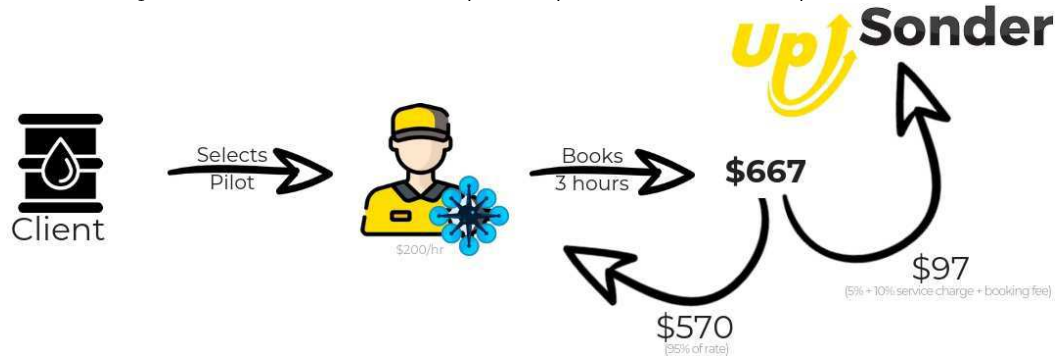 Up Sonder
Client
Selects
Pilot
$200/hr
Books
3 hours
$667
$570
(95% of rate)
$97
(5% + 10% service charge + booking fee)